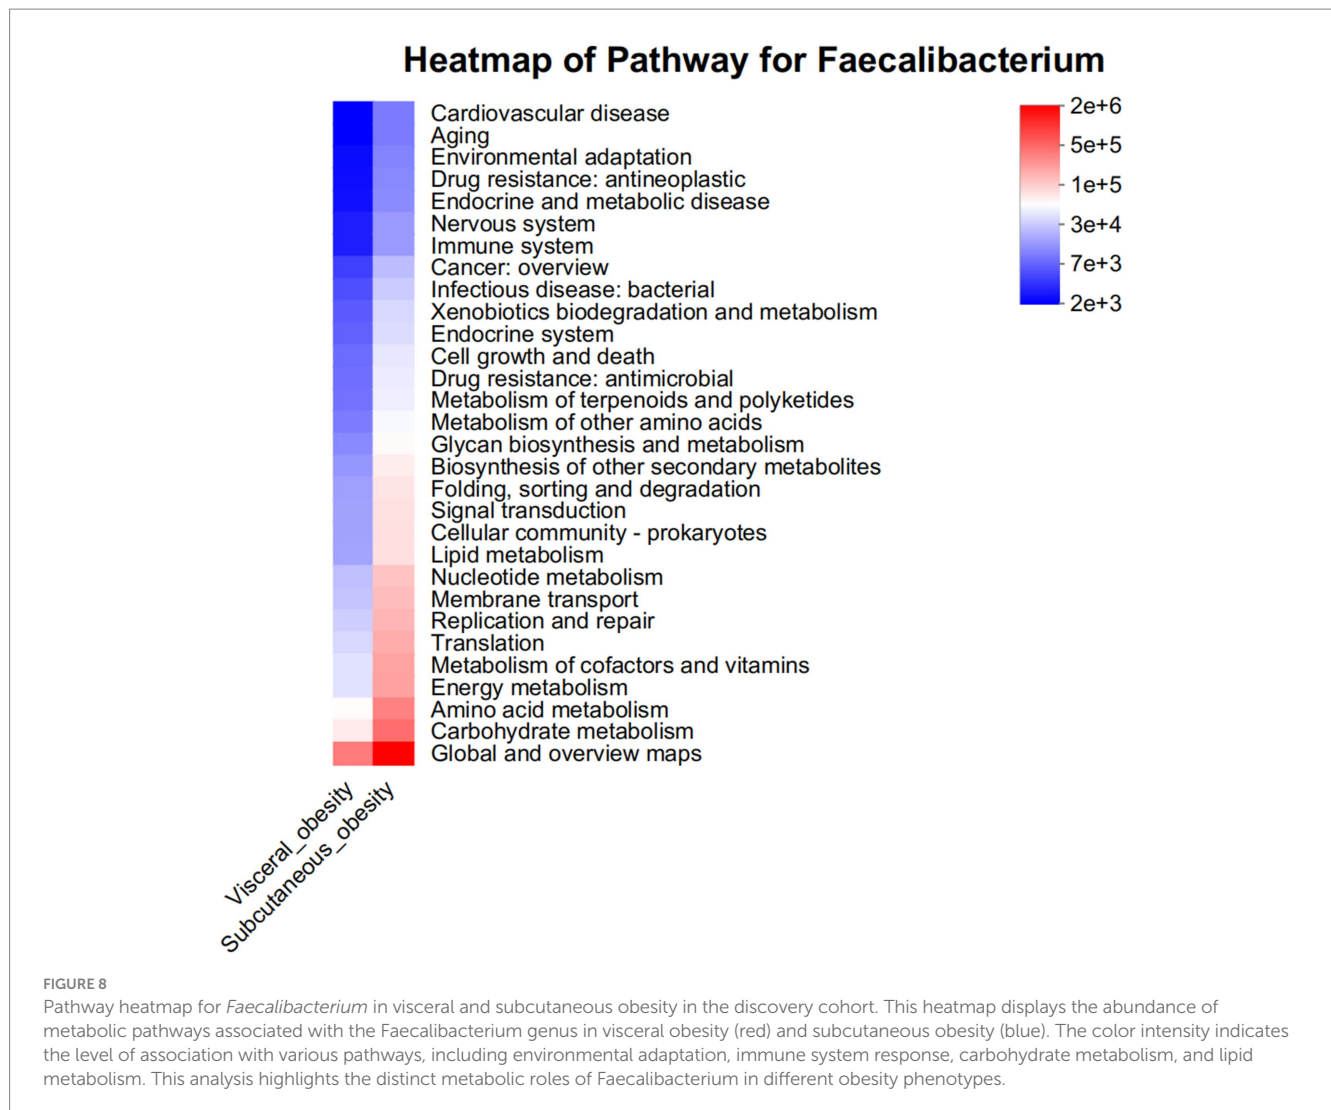 Heatmap of Pathway for Faecalibacterium
Cardiovascular disease
Aging
Environmental adaptation
Drug resistance: antineoplastic
Endocrine and metabolic disease
Nervous system
Immune system
Cancer: overview
Infectious disease: bacterial
Xenobiotics biodegradation and metabolism
Endocrine system
Cell growth and death
Drug resistance: antimicrobial
Metabolism of terpenoids and polyketides
Metabolism of other amino acids
Glycan biosynthesis and metabolism
Biosynthesis of other secondary metabolites
Folding, sorting and degradation
Signal transduction
Cellular community - prokaryotes
Lipid metabolism
Nucleotide metabolism
Membrane transport
Replication and repair
Translation
Metabolism of cofactors and vitamins
Energy metabolism
Amino acid metabolism
Carbohydrate metabolism
Global and overview maps
2e+6
5e+5
1e+5
3e+4
7e+3
2e+3
Visceral_obesity
Subcutaneous_obesity
FIGURE 8
Pathway heatmap for Faecalibacterium in visceral and subcutaneous obesity in the discovery cohort. This heatmap displays the abundance of
metabolic pathways associated with the Faecalibacterium genus in visceral obesity (red) and subcutaneous obesity (blue). The color intensity indicates
the level of association with various pathways, including environmental adaptation, immune system response, carbohydrate metabolism, and lipid
metabolism. This analysis highlights the distinct metabolic roles of Faecalibacterium in different obesity phenotypes.